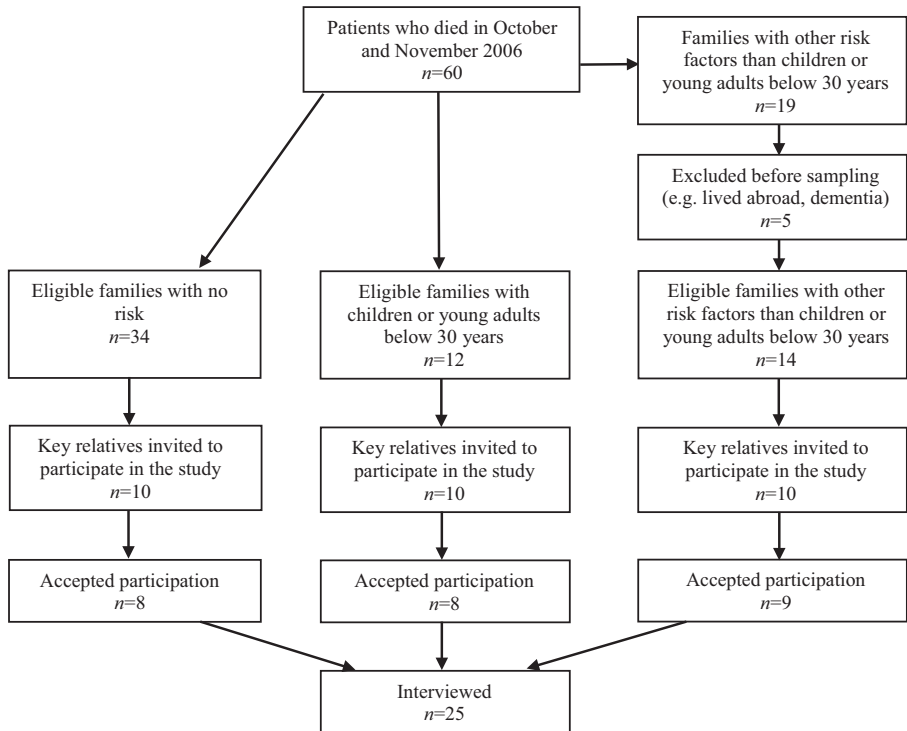 Patients who died in October
and November 2006
n=60
Families with other risk
factors than children or
young adults below 30 years
n=19
Excluded before sampling
(e.g. lived abroad, dementia)
n=5
Eligible families with no
risk
n=34
Eligible families with
children or young adults
below 30 years
n=12
Eligible families with other
risk factors than children or
young adults below 30 years
n=14
Key relatives invited to
participate in the study
n=10
Key relatives invited to
participate in the study
n=10
Key relatives invited to
participate in the study
n=10
Accepted participation
n=8
Accepted participation
n=8
Accepted participation
n=9
Interviewed
n=25